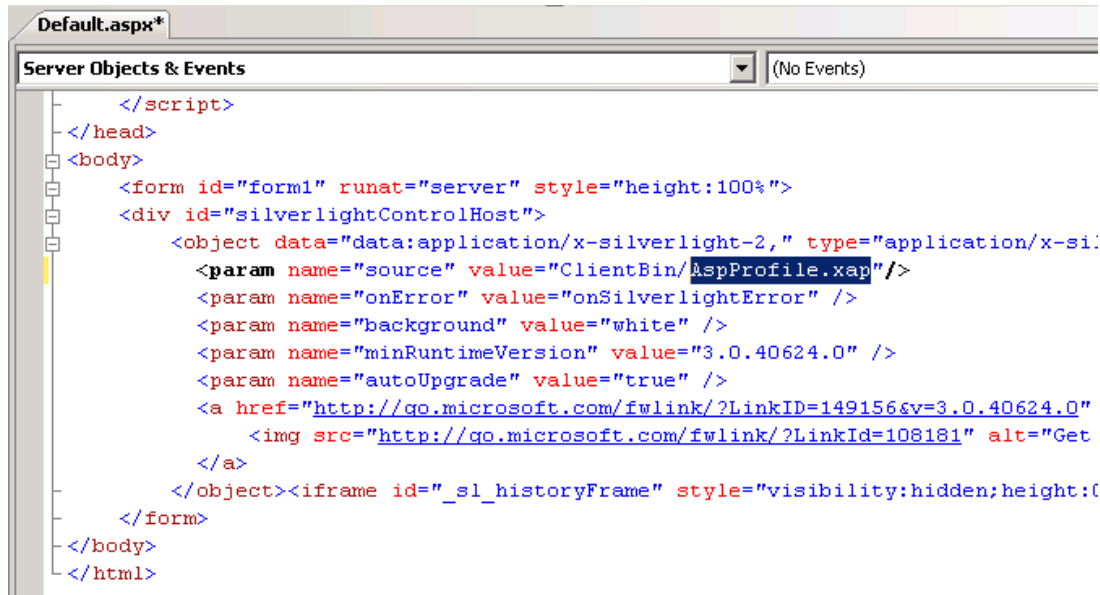 Default.aspx*
Server Objects & Events (No Events)
</script>
</head>
<body>
<form id="form1" runat="server" style="height:100%">
<div id="silverlightControlHost">
<object data="data:application/x-silverlight-2," type="application/x-sil
<param name="source" value="ClientBin/AspProfile.xap"/>
<param name="onError" value="onSilverlightError" />
<param name="background" value="white" />
<param name="minRuntimeVersion" value="3.0.40624.0" />
<param name="autoUpgrade" value="true" />
<a href="http://go.microsoft.com/fwlink/?LinkID=149156&v=3.0.40624.0"
<img src="http://go.microsoft.com/fwlink/?LinkId=108181" alt="Get
</a>
</object><iframe id="_sl_historyFrame" style="visibility:hidden;height:0
</form>
</body>
</html>